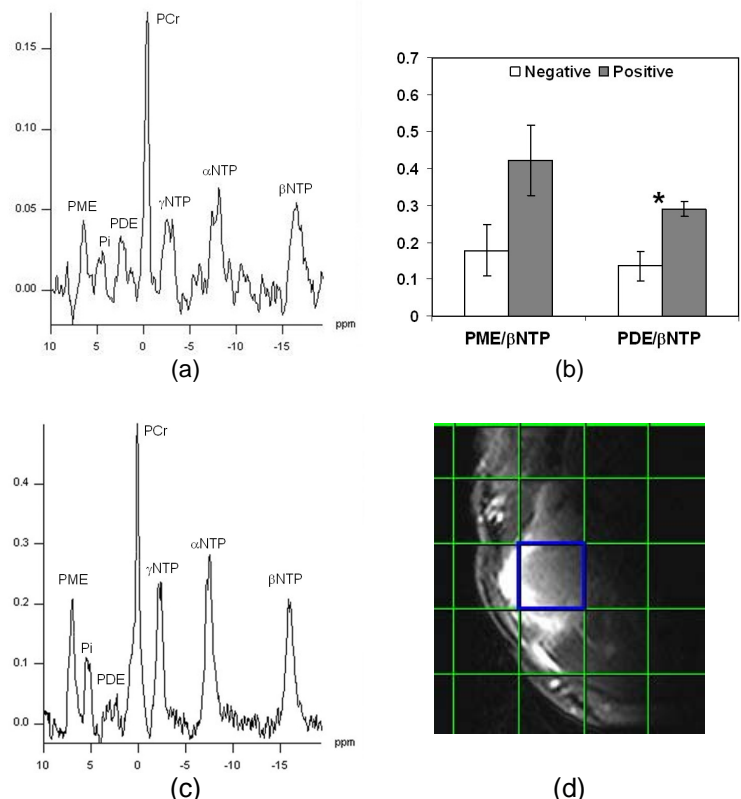 PCr
0.15
0.10
αNTP
βNTP
γNTP
0.05
PME
PDE
Pi
0.00
ppm
10 5 0 -5 -10 -15
(a)
0.7
Negative Positive
0.6
0.5
0.4
0.3
*
0.2
0.1
0
PME/βNTP PDE/βNTP
(b)
PCr
0.4
αNTP
0.3
γNTP
PME
βNTP
0.2
Pi
0.1
PDE
0.0
ppm
10 5 0 -5 -10 -15
(c)
(d)